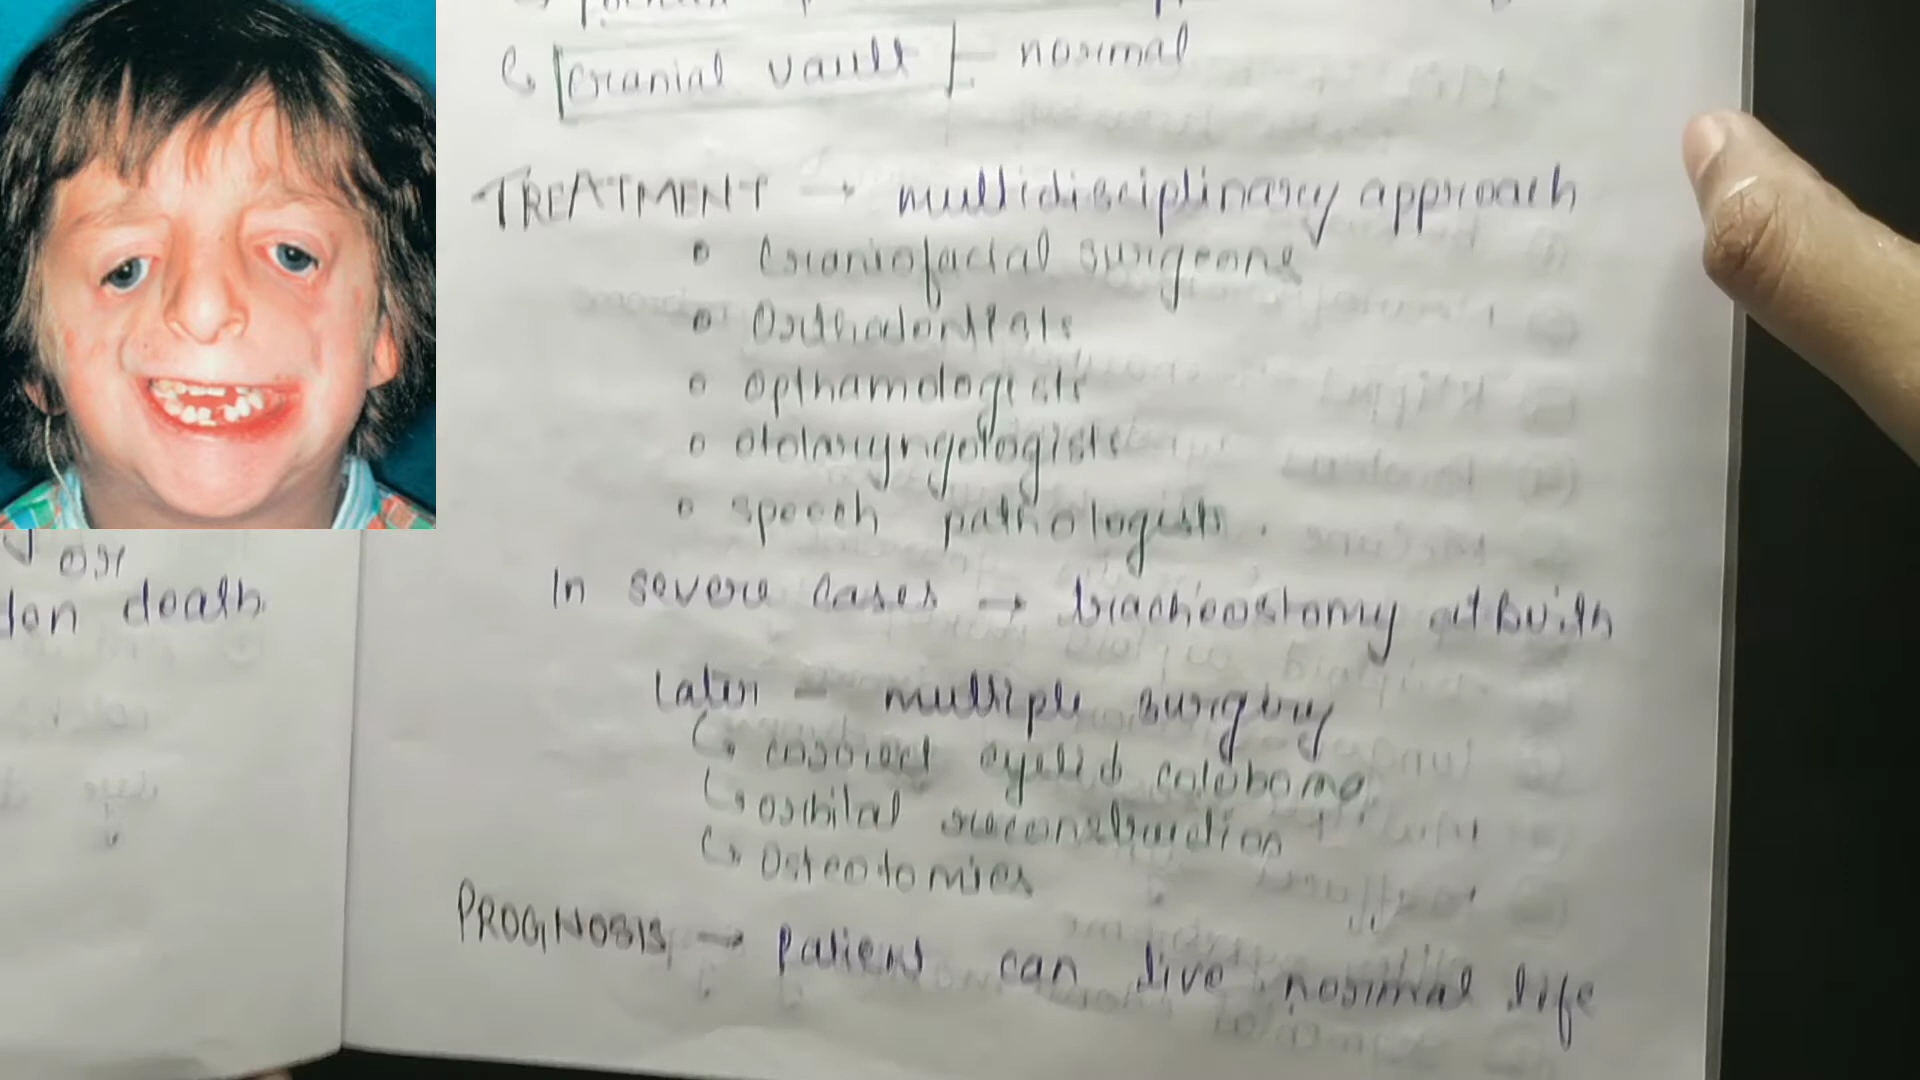 cranial vault - normal
TREATMENT → multidisciplinary approach
craniofacial surgeons
Orthodontists
opthamologists
otolaryngologists
speech pathologists.
In severe cases → tracheostomy at birth
Later - multiple surgery
correct eyelid coloboma
orbital reconstruction
Osteotomies
PROGNOSIS → patient can live normal life
or
death